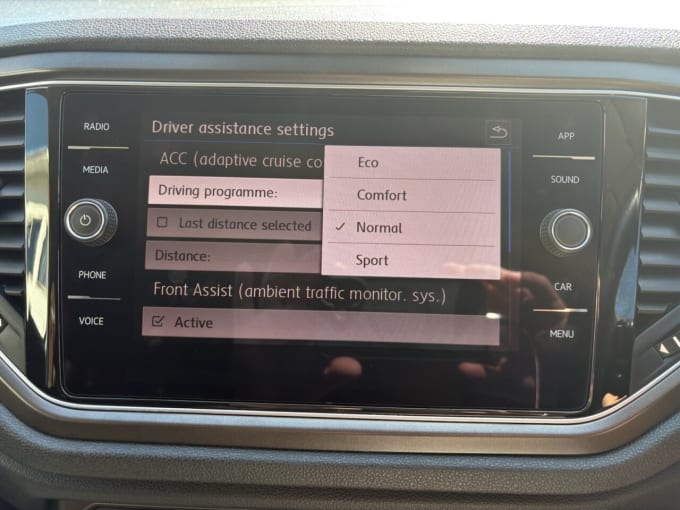 RADIO
MEDIA
PHONE
VOICE
Driver assistance settings
ACC (adaptive cruise co
Driving programme:
Last distance selected
Distance:
Eco
Comfort
Normal
Sport
Front Assist (ambient traffic monitor. sys.)
Active
APP
SOUND
CAR
MENU